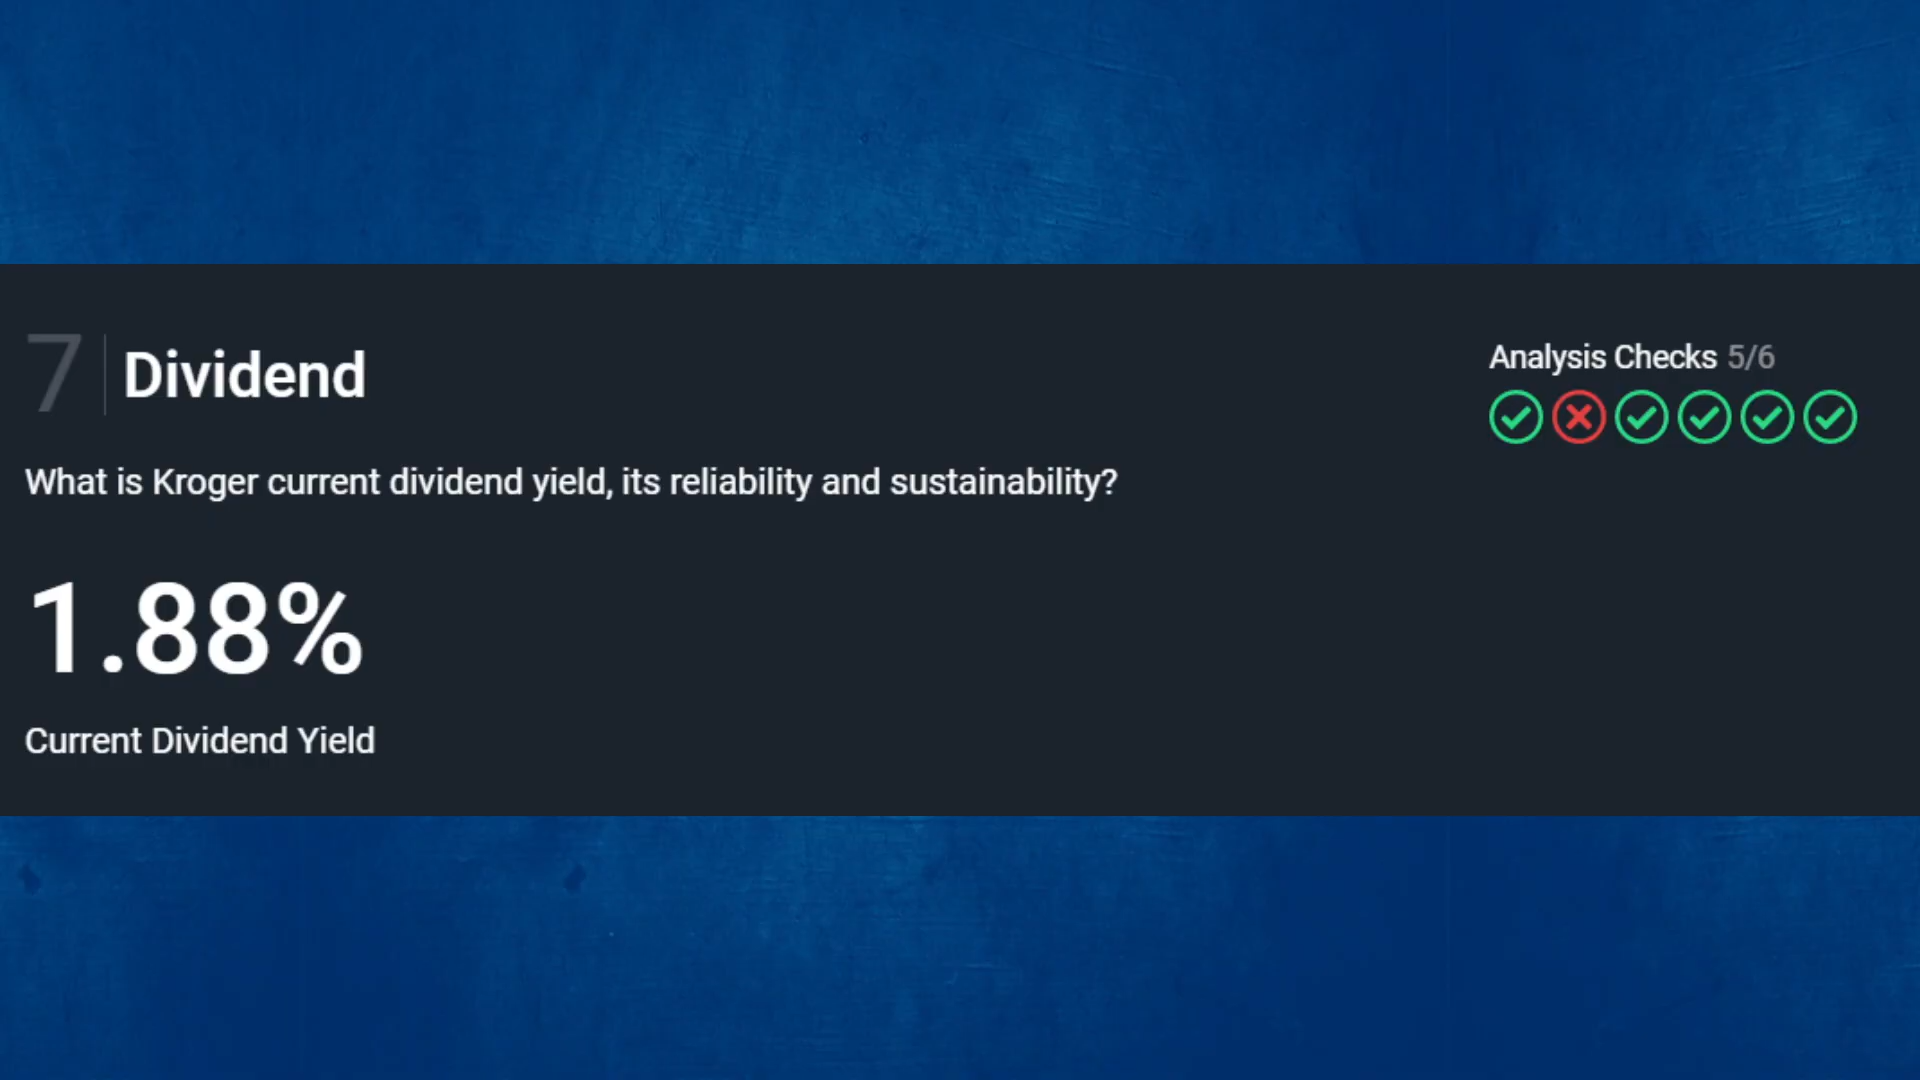 7 Dividend
Analysis Checks 5/6
What is Kroger current dividend yield, its reliability and sustainability?
1.88%
Current Dividend Yield